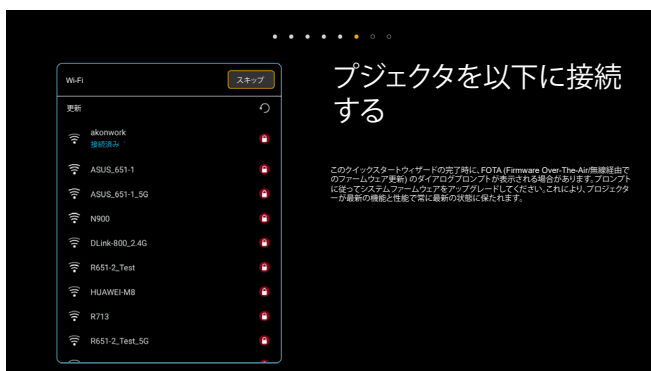 Wi-Fi
スキップ
更新
akonwork
接続済み
ASUS_651-1
ASUS_651-1_5G
N900
DLink-800_2.4G
R651-2_Test
HUAWEI-M8
R713
R651-2_Test_5G
プジェクタを以下に接続
する
このクイックスタートウィザードの完了時に、FOTA (Firmware Over-The-Air/無線経由で
のファームウェア更新) のダイアログプロンプトが表示される場合があります。プロンプト
に従ってシステムファームウェアをアップグレードしてください。これにより、プロジェクタ
ーが最新の機能と性能で常に最新の状態に保たれます。